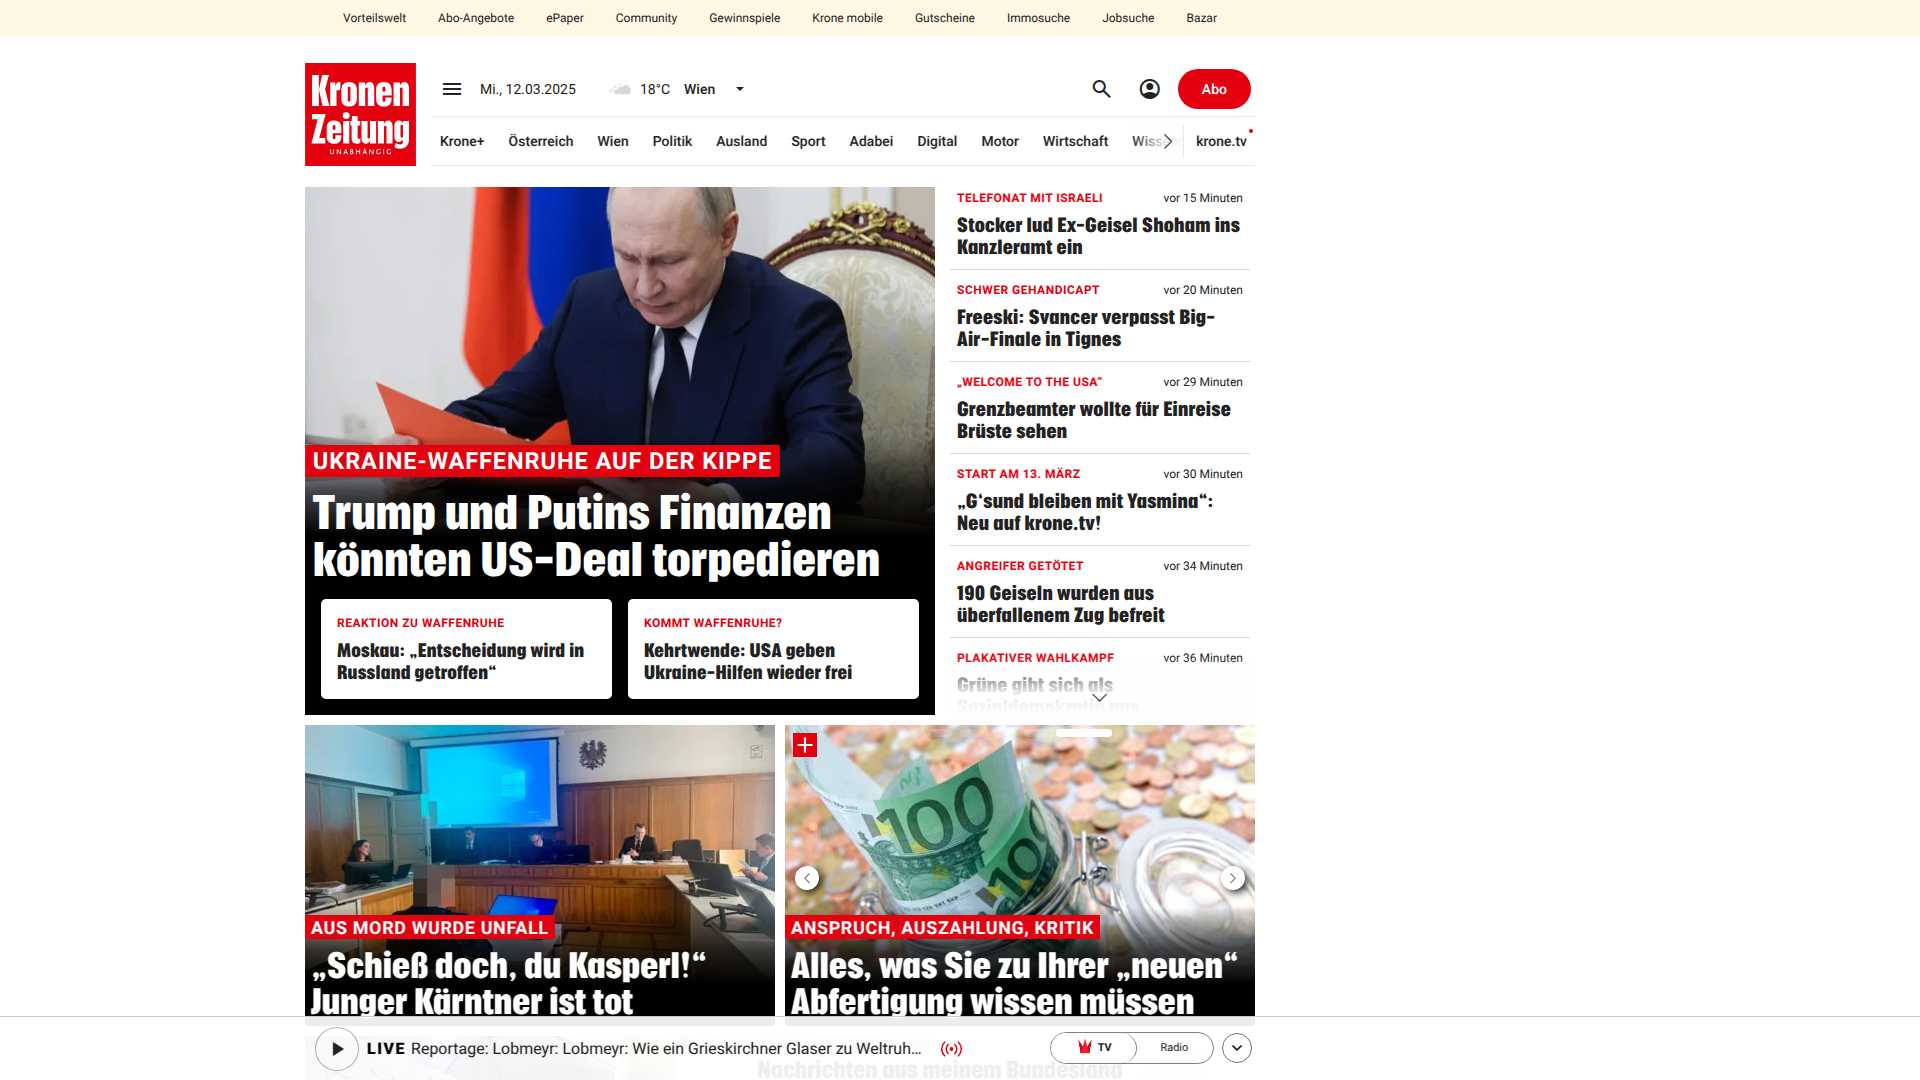 Vorteilswelt Abo-Angebote ePaper Community Gewinnspiele Krone mobile Gutscheine Immosuche Jobsuche Bazar
Kronen
Zeitung
UNABHÄNGIG
Mi., 12.03.2025 18°C Wien
Abo
Krone+ Österreich Wien Politik Ausland Sport Adabei Digital Motor Wirtschaft krone.tv
UKRAINE-WAFFENRUHE AUF DER KIPPE
Trump und Putins Finanzen
könnten US-Deal torpedieren
REAKTION ZU WAFFENRUHE
Moskau: „Entscheidung wird in
Russland getroffen“
KOMMT WAFFENRUHE?
Kehrtwende: USA geben
Ukraine-Hilfen wieder frei
TELEFONAT MIT ISRAELI vor 15 Minuten
Stocker lud Ex-Geisel Shoham ins
Kanzleramt ein
SCHWER GEHANDICAPT vor 20 Minuten
Freeski: Svancer verpasst Big-
Air-Finale in Tignes
„WELCOME TO THE USA“ vor 29 Minuten
Grenzbeamter wollte für Einreise
Brüste sehen
START AM 13. MÄRZ vor 30 Minuten
„G‘sund bleiben mit Yasmina“:
Neu auf krone.tv!
ANGREIFER GETÖTET vor 34 Minuten
190 Geiseln wurden aus
überfallenem Zug befreit
PLAKATIVER WAHLKAMPF vor 36 Minuten
Grüne gibt sich als
Sozialdemokratin aus
AUS MORD WURDE UNFALL
„Schieß doch, du Kasperl!“
Junger Kärntner ist tot
100
100
ANSPRUCH, AUSZAHLUNG, KRITIK
Alles, was Sie zu Ihrer „neuen“
Abfertigung wissen müssen
LIVE Reportage: Lobmeyr: Lobmeyr: Wie ein Grieskirchner Glaser zu Weltruh...
TV Radio
Nachrichten aus meinem Bundesland